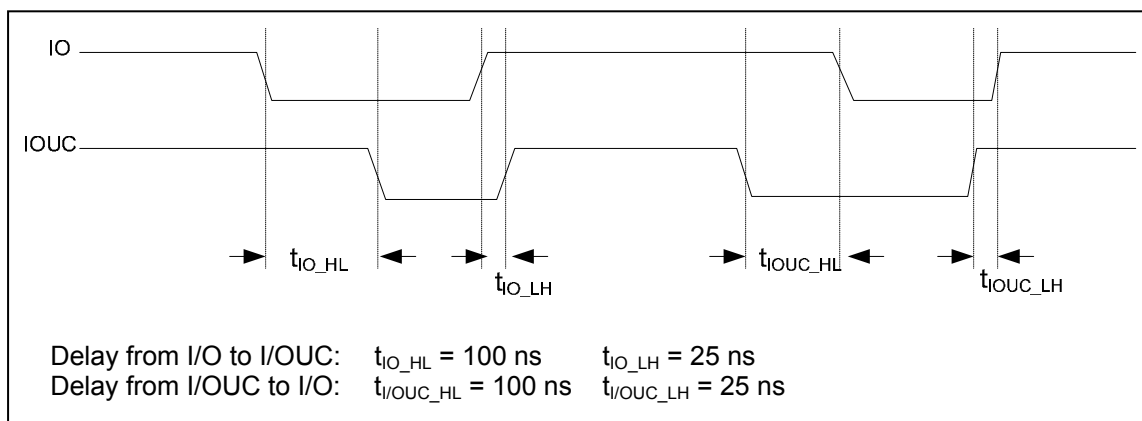 IO
IOUC
tIO_HL
tIO_LH
tIOUC_HL
tIOUC_LH
Delay from I/O to I/OUC: tIO_HL = 100 ns tIO_LH = 25 ns
Delay from I/OUC to I/O: tI/OUC_HL = 100 ns tI/OUC_LH = 25 ns